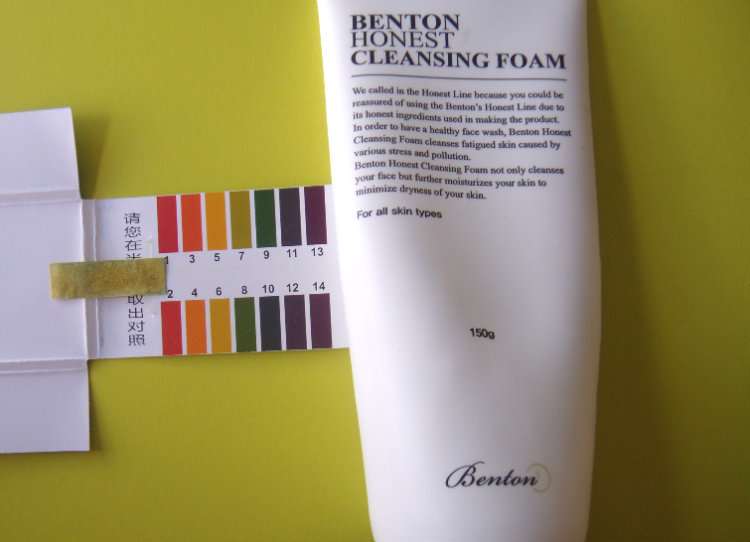 BENTON
HONEST
CLEANSING FOAM
We called in the Honest Line because you could be
reassured of using the Benton's Honest Line due to
its honest ingredients used in making the product.
In order to have a healthy face wash, Benton Honest
Cleansing Foam cleanses fatigued skin caused by
various stress and pollution.
Benton Honest Cleansing Foam not only cleanses
your face but further moisturizes your skin to
minimize dryness of your skin.
For all skin types
150g
Benton
请您在
取出对照
1 3 5 7 9 11 13
2 4 6 8 10 12 14